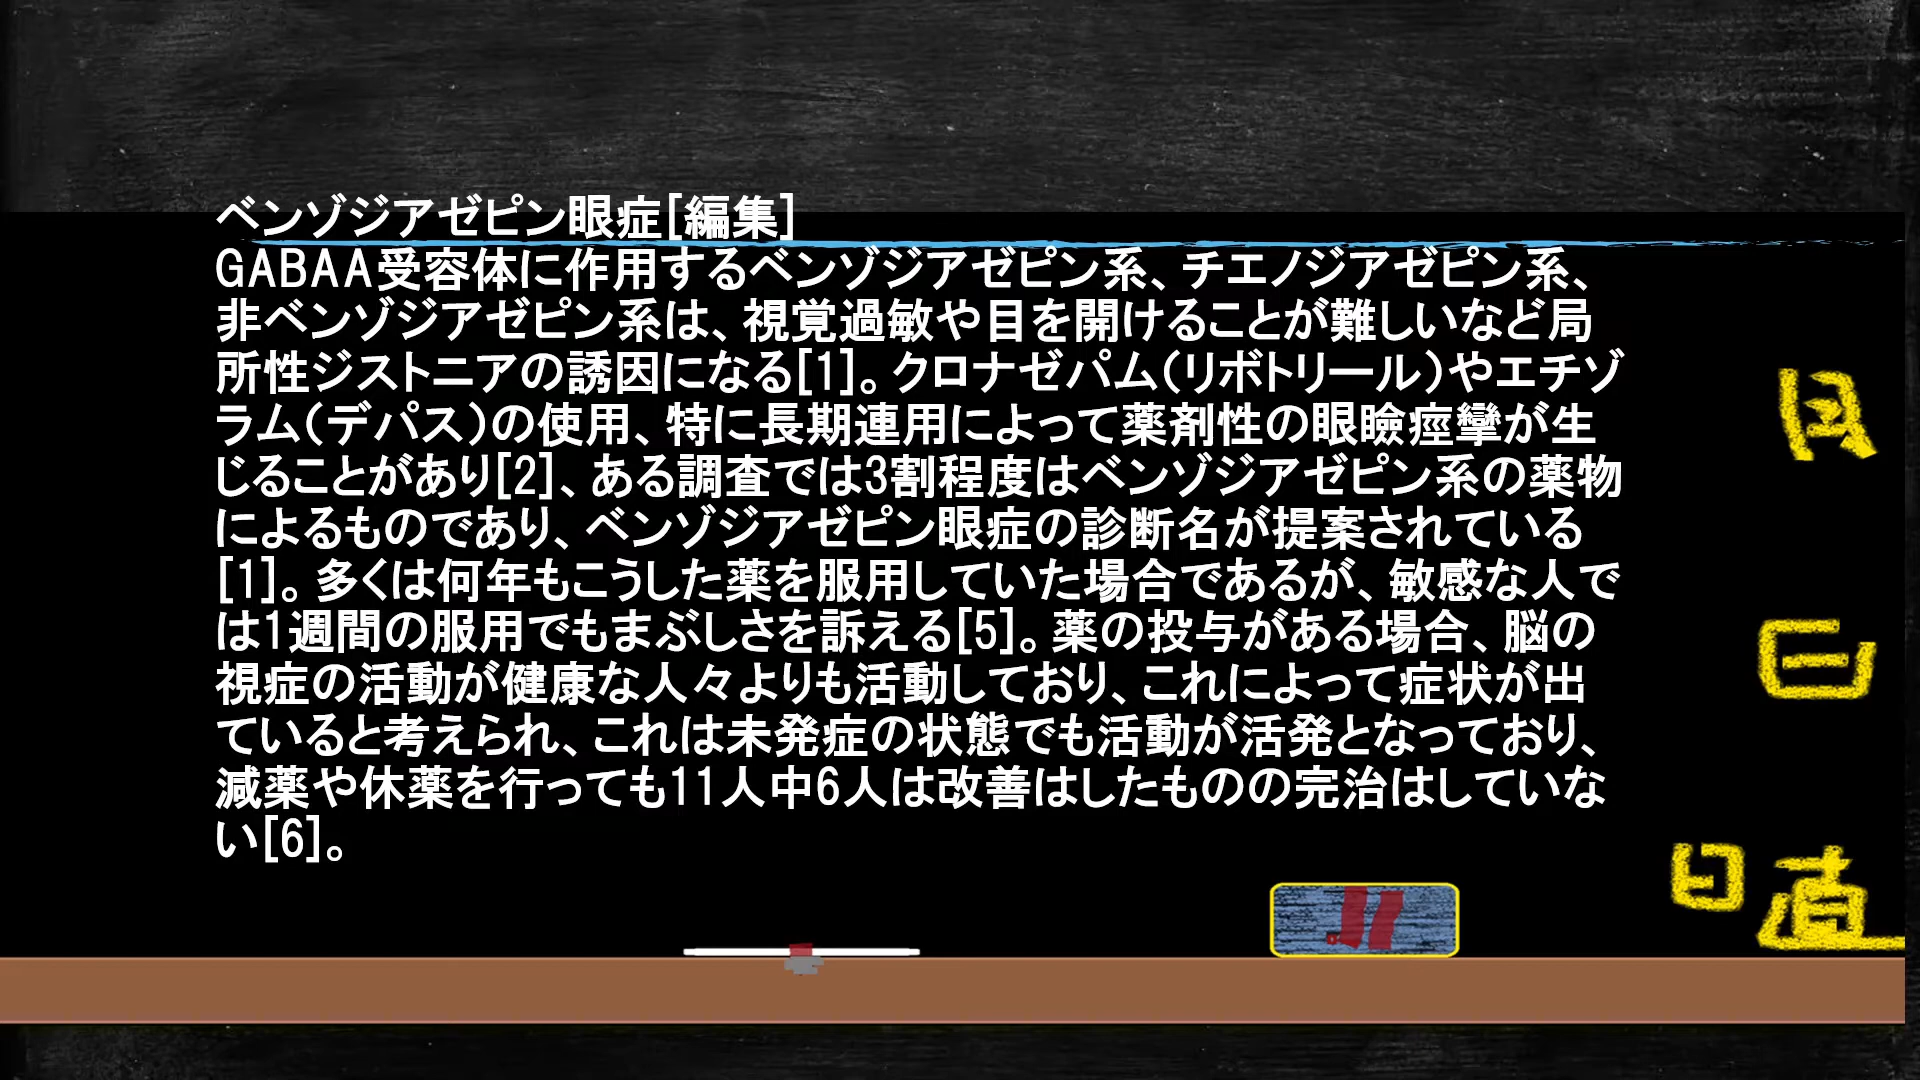 ベンゾジアゼピン眼症[編集]
GABAA受容体に作用するベンゾジアゼピン系、チエノジアゼピン系、
非ベンゾジアゼピン系は、視覚過敏や目を開けることが難しいなど局
所性ジストニアの誘因になる[1]。クロナゼパム（リボトリール）やエチゾ
ラム（デパス）の使用、特に長期連用によって薬剤性の眼瞼痙攣が生
じることがあり[2]、ある調査では3割程度はベンゾジアゼピン系の薬物
によるものであり、ベンゾジアゼピン眼症の診断名が提案されている
[1]。多くは何年もこうした薬を服用していた場合であるが、敏感な人で
は1週間の服用でもまぶしさを訴える[5]。薬の投与がある場合、脳の
視症の活動が健康な人々よりも活動しており、これによって症状が出
ていると考えられ、これは未発症の状態でも活動が活発となっており、
減薬や休薬を行っても11人中6人は改善はしたものの完治はしていな
い[6]。
日
直